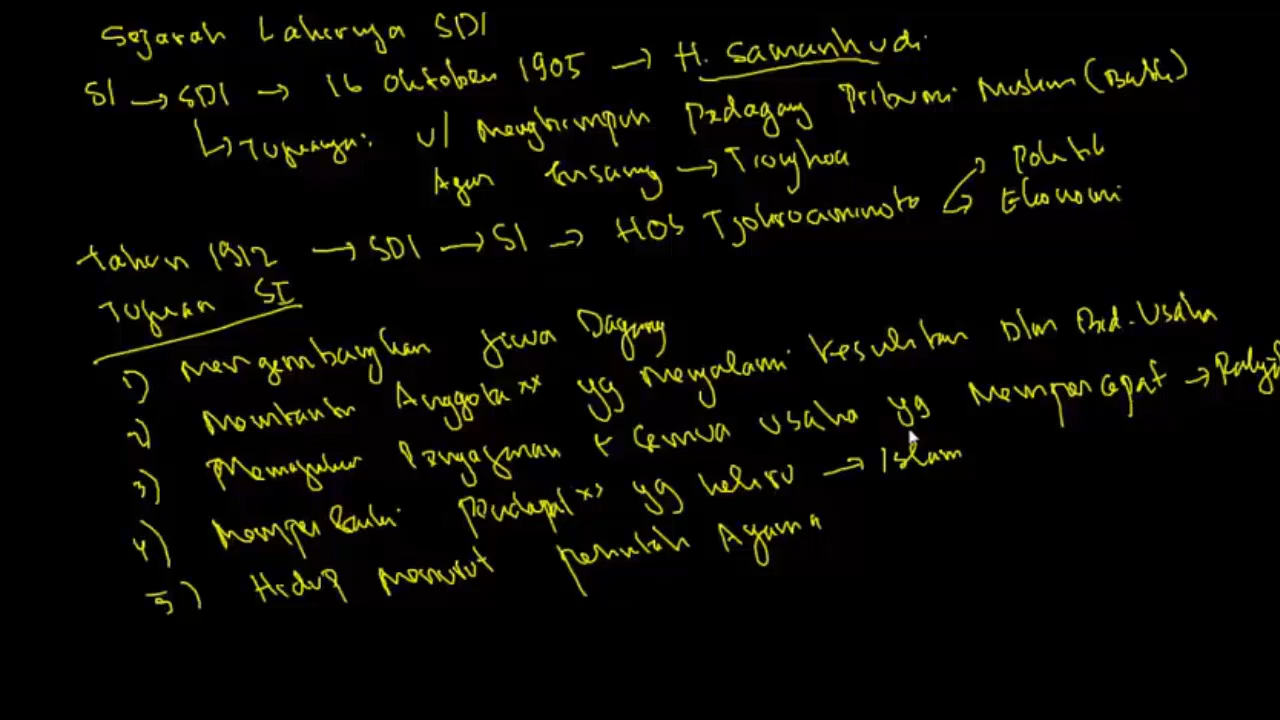 Sejarah Lahirnya SDI
SI → SDI → 16 Oktober 1905 → H. Samanhudi
↳ Tujuannya: u/ Menghimpun Pedagang Pribumi Muslim (Batik)
Agar bersaing → Tionghoa
Tahun 1912 → SDI → SI → HOS Tjokroaminoto Politik
Ekonomi
Tujuan SI
1) Mengembangkan Jiwa Dagang
2) Membantu Anggota ×× yg Menyalami Kesulitan Dlm Bid. Usaha
3) Memajukan Pengajaran & Semua usaha yg Mempercepat → Rakyat
4) Memperbaiki Pendapat ×× yg keliru → Islam
5) Hidup Menurut perintah Agama